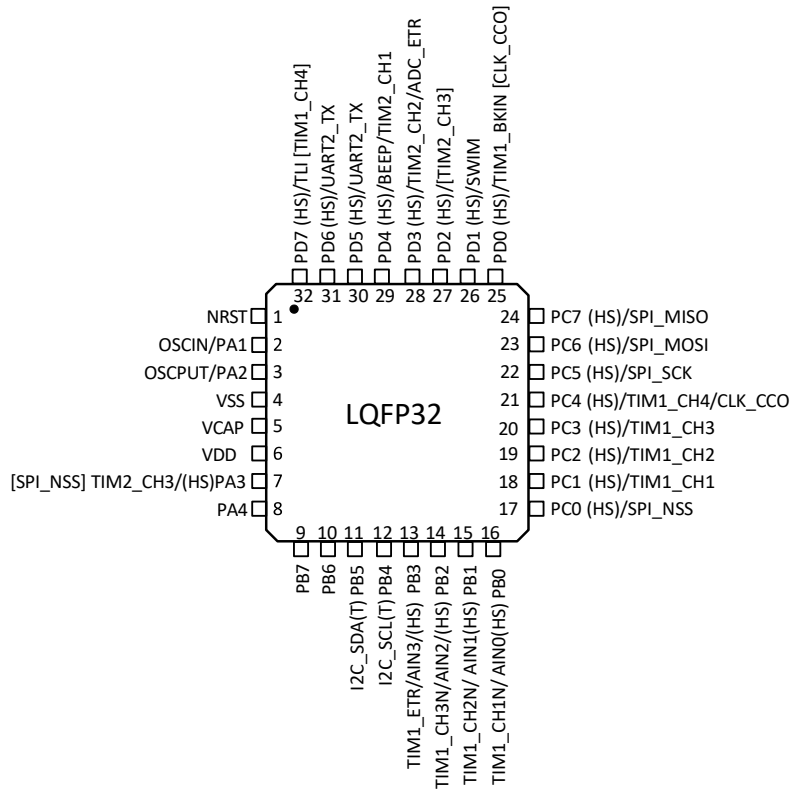 PD7 (HS)/TLI [TIM1_CH4]
PD6 (HS)/UART2_TX
PD5 (HS)/UART2_TX
PD4 (HS)/BEEP/TIM2_CH1
PD3 (HS)/TIM2_CH2/ADC_ETR
PD2 (HS)/[TIM2_CH3]
PD1 (HS)/SWIM
PD0 (HS)/TIM1_BKIN [CLK_CCO]
32 31 30 29 28 27 26 25
NRST 1
OSCIN/PA1 2
OSCPUT/PA2 3
VSS 4
VCAP 5
VDD 6
[SPI_NSS] TIM2_CH3/(HS)PA3 7
PA4 8
LQFP32
24 PC7 (HS)/SPI_MISO
23 PC6 (HS)/SPI_MOSI
22 PC5 (HS)/SPI_SCK
21 PC4 (HS)/TIM1_CH4/CLK_CCO
20 PC3 (HS)/TIM1_CH3
19 PC2 (HS)/TIM1_CH2
18 PC1 (HS)/TIM1_CH1
17 PC0 (HS)/SPI_NSS
9 10 11 12 13 14 15 16
PB7
PB6
I2C_SDA(T) PB5
I2C_SCL(T) PB4
TIM1_ETR/AIN3/(HS) PB3
TIM1_CH3N/AIN2/(HS) PB2
TIM1_CH2N/ AIN1(HS) PB1
TIM1_CH1N/ AIN0(HS) PB0